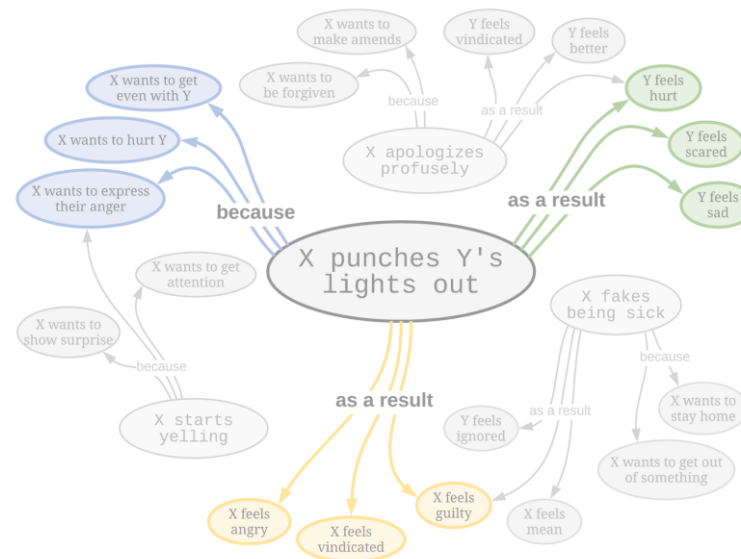 X wants to
make amends
Y feels
vindicated
Y feels
better
X wants to
be forgiven
because
as a result
X apologizes
profusely
X wants to get
even with Y
X wants to hurt Y
X wants to express
their anger
because
Y feels
hurt
Y feels
scared
Y feels
sad
as a result
X punches Y's
lights out
X wants to get
attention
X wants to
show surprise
because
X starts
yelling
X fakes
being sick
because
as a result
X wants to
stay home
X wants to get out
of something
Y feels
ignored
X feels
mean
as a result
X feels
angry
X feels
vindicated
X feels
guilty